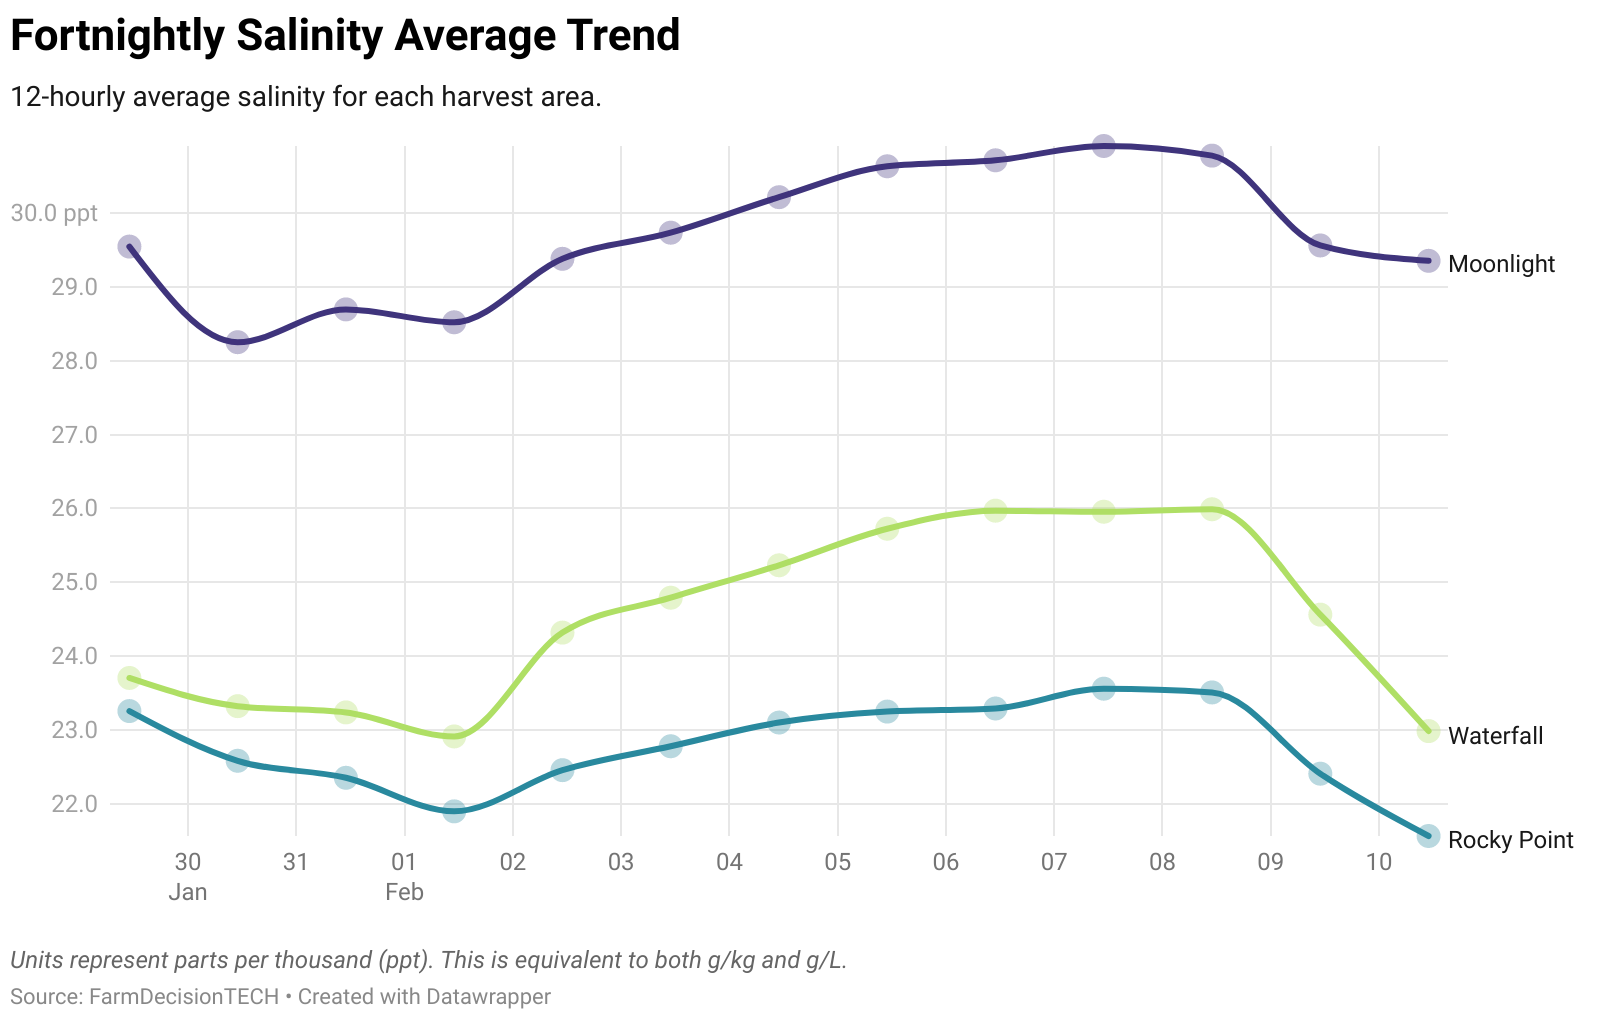 Fortnightly Salinity Average Trend
12-hourly average salinity for each harvest area.
30.0 ppt
29.0
28.0
27.0
26.0
25.0
24.0
23.0
22.0
Moonlight
Waterfall
Rocky Point
30 31 01 02 03 04 05 06 07 08 09 10
Jan Feb
Units represent parts per thousand (ppt). This is equivalent to both g/kg and g/L.
Source: FarmDecisionTECH • Created with Datawrapper